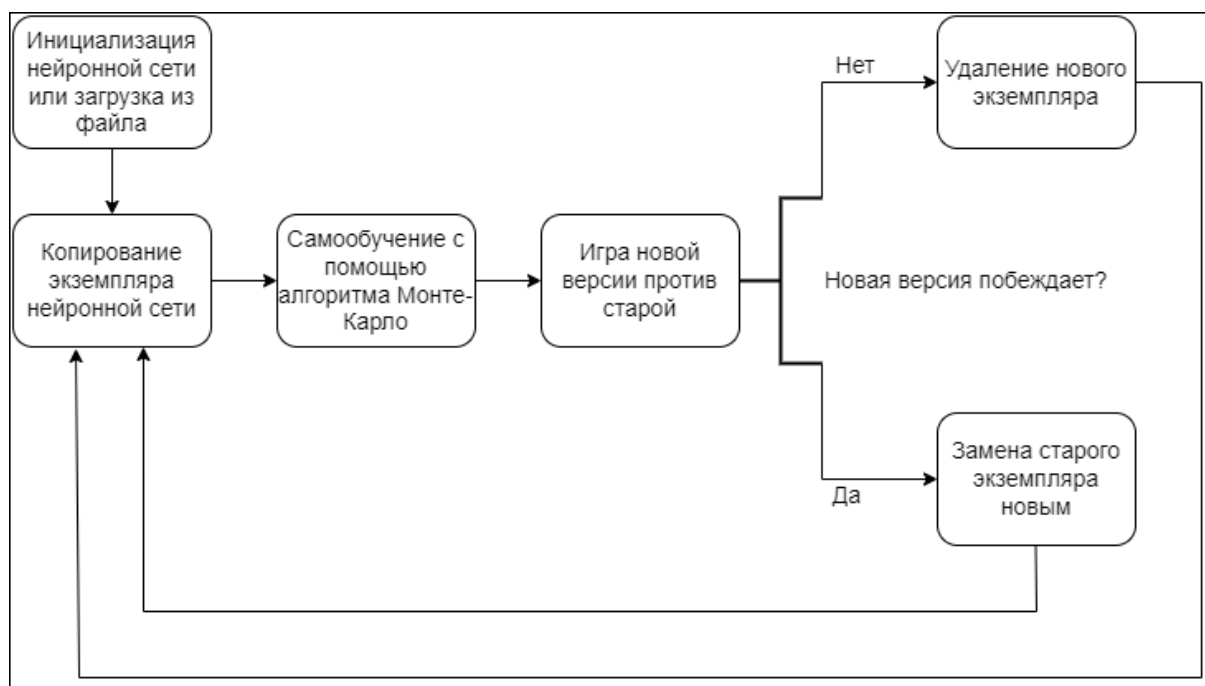 Инициализация
нейронной сети
или загрузка из
файла
Нет
Удаление нового
экземпляра
Копирование
экземпляра
нейронной сети
Самообучение с
помощью
алгоритма Монте-
Карло
Игра новой
версии против
старой
Новая версия побеждает?
Да
Замена старого
экземпляра
новым